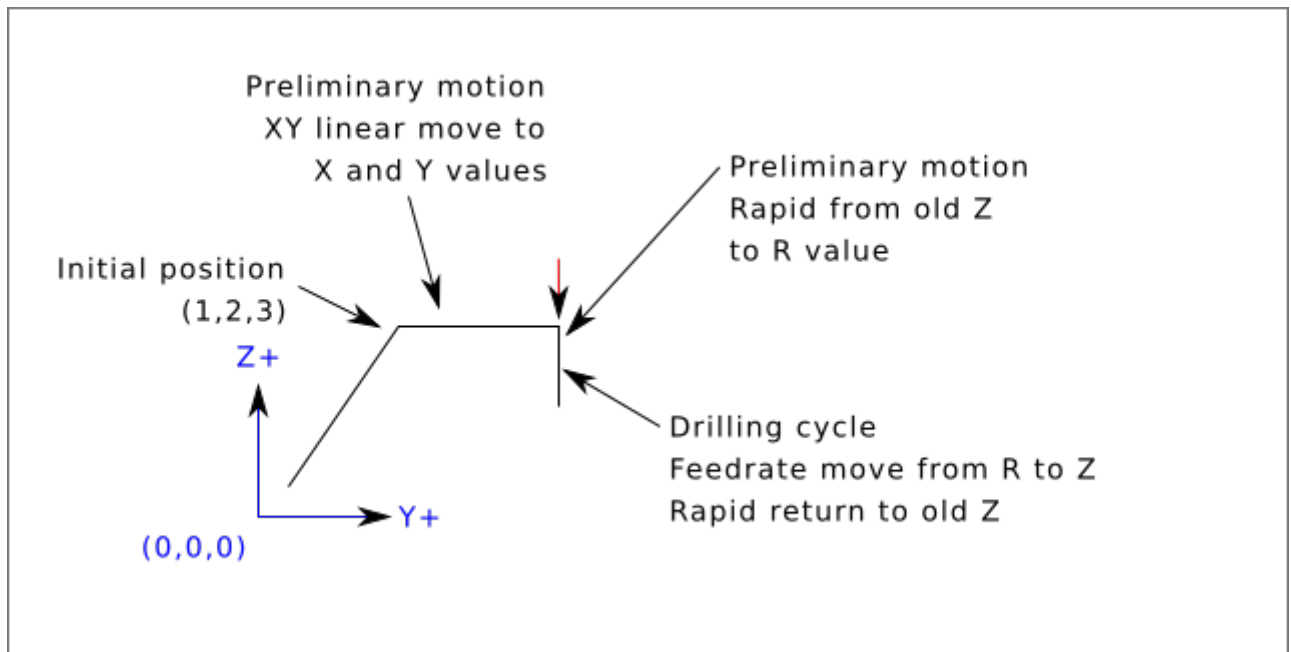 Preliminary motion
XY linear move to
X and Y values
Preliminary motion
Rapid from old Z
to R value
Initial position
(1,2,3)
Z+
Drilling cycle
Feedrate move from R to Z
Rapid return to old Z
Y+
(0,0,0)